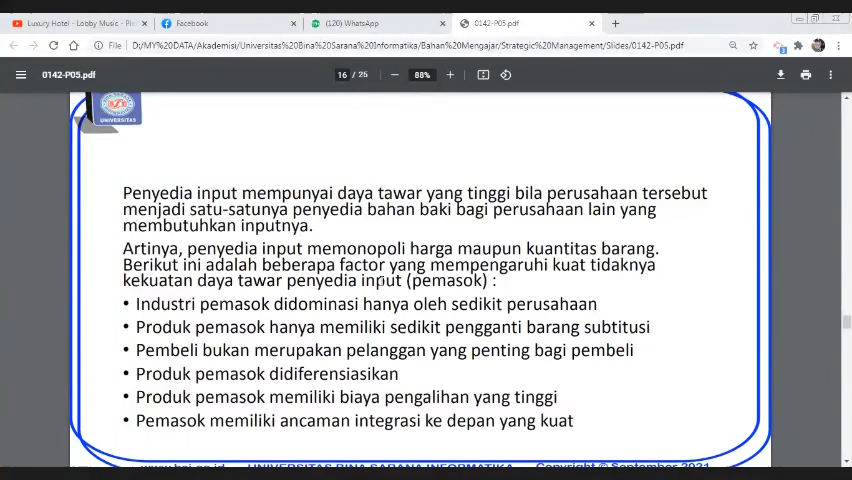 Luxury Hotel - Lobby Music - Pl
Facebook
(120) WhatsApp
0142-P05.pdf
File
D:/MY%20DATA/Akademisi/Universitas%20Bina%20Sarana%20Informatika/Bahan%20Mengajar/Strategic%20Management/Slides/0142-P05.pdf
0142-P05.pdf
16 / 25
88%
UNIVERSITAS
Penyedia input mempunyai daya tawar yang tinggi bila perusahaan tersebut
menjadi satu-satunya penyedia bahan baki bagi perusahaan lain yang
membutuhkan inputnya.
Artinya, penyedia input memonopoli harga maupun kuantitas barang.
Berikut ini adalah beberapa factor yang mempengaruhi kuat tidaknya
kekuatan daya tawar penyedia input (pemasok) :
• Industri pemasok didominasi hanya oleh sedikit perusahaan
• Produk pemasok hanya memiliki sedikit pengganti barang subtitusi
• Pembeli bukan merupakan pelanggan yang penting bagi pembeli
• Produk pemasok didiferensiasikan
• Produk pemasok memiliki biaya pengalihan yang tinggi
• Pemasok memiliki ancaman integrasi ke depan yang kuat
UNIVERSITAS BINA SARANA INFORMATIKA
Copyright © September 2021